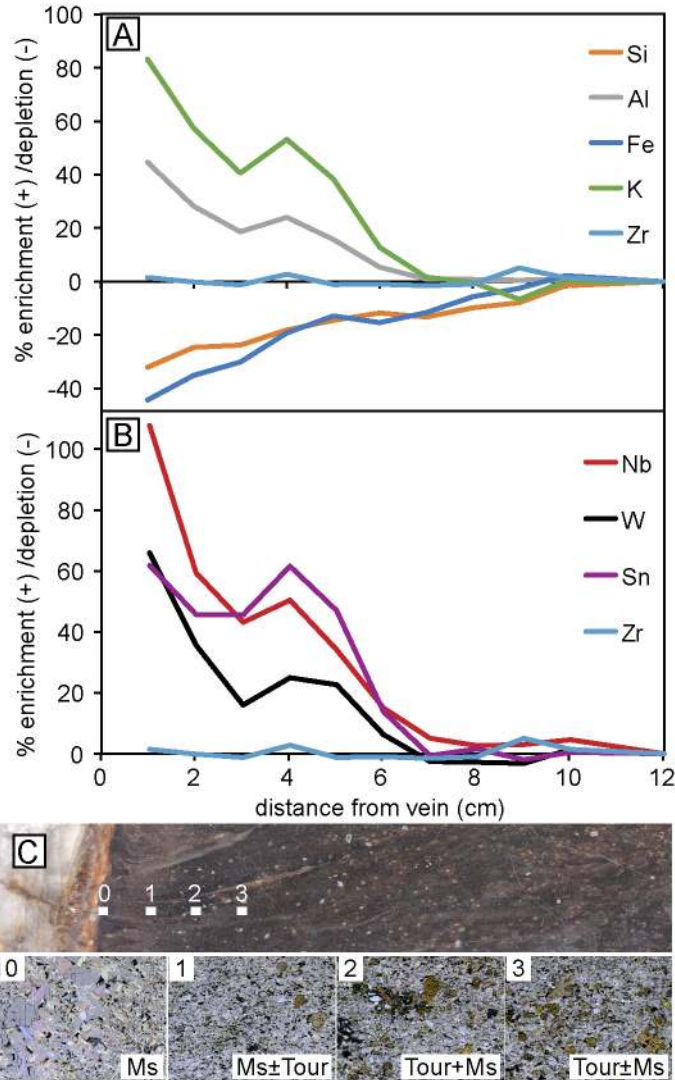 A
% enrichment (+) /depletion (-)
100
80
60
40
20
0
-20
-40
Si
Al
Fe
K
Zr
B
% enrichment (+) /depletion (-)
100
80
60
40
20
0
Nb
W
Sn
Zr
0 2 4 6 8 10 12
distance from vein (cm)
C
0 1 2 3
0 1 2 3
Ms Ms±Tour Tour+Ms Tour±Ms